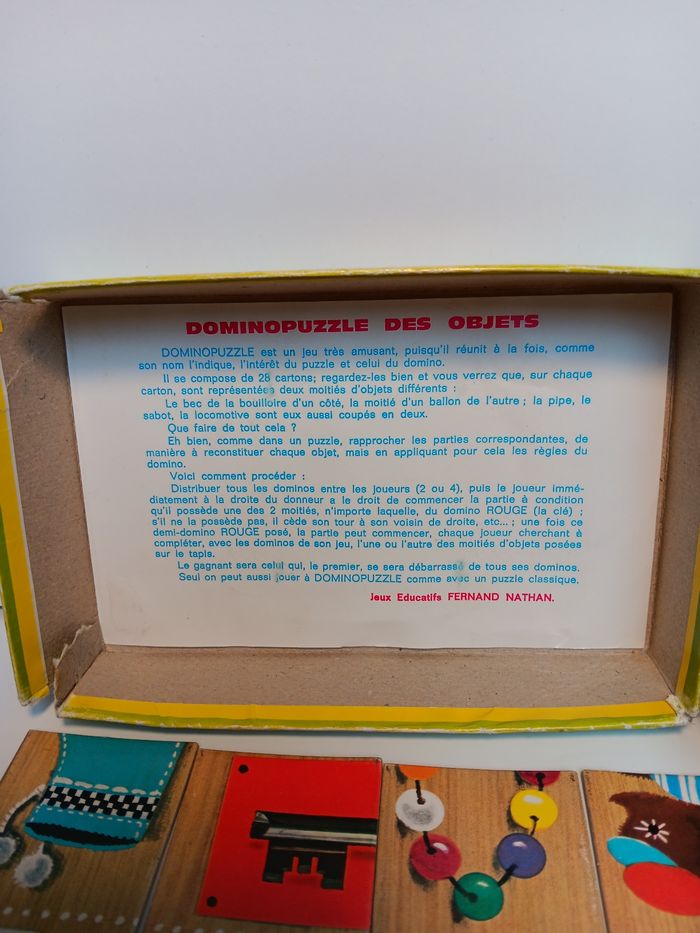 DOMINOPUZZLE DES OBJETS
DOMINOPUZZLE est un jeu très amusant, puisqu'il réunit à la fois, comme
son nom l'indique, l'intérêt du puzzle et celui du domino.
Il se compose de 28 cartons; regardez-les bien et vous verrez que, sur chaque
carton, sont représentées deux moitiés d'objets différents :
Le bec de la bouilloire d'un côté, la moitié d'un ballon de l'autre ; la pipe, le
sabot, la locomotive sont eux aussi coupés en deux.
Que faire de tout cela ?
Eh bien, comme dans un puzzle, rapprocher les parties correspondantes, de
manière à reconstituer chaque objet, mais en appliquant pour cela les règles du
domino.
Voici comment procéder :
Distribuer tous les dominos entre les joueurs (2 ou 4), puis le joueur immé-
diatement à la droite du donneur a le droit de commencer la partie à condition
qu'il possède une des 2 moitiés, n'importe laquelle, du domino ROUGE (la clé) ;
s'il ne la possède pas, il cède son tour à son voisin de droite, etc... ; une fois ce
demi-domino ROUGE posé, la partie peut commencer, chaque joueur cherchant à
compléter, avec les dominos de son jeu, l'une ou l'autre des moitiés d'objets posées
sur le tapis.
Le gagnant sera celui qui, le premier, se sera débarrassé de tous ses dominos.
Seul on peut aussi jouer à DOMINOPUZZLE comme avec un puzzle classique.
Jeux Educatifs FERNAND NATHAN.